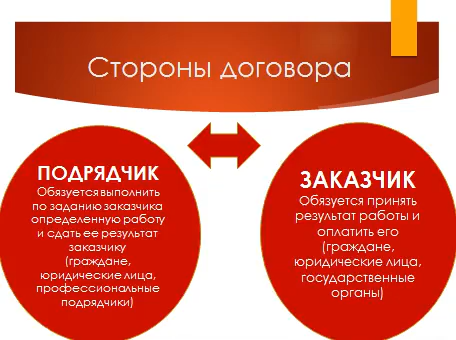 Стороны договора
ПОДРЯДЧИК
Обязуется выполнить
по заданию заказчика
определенную работу
и сдать ее результат
заказчику
(граждане,
юридические лица,
профессиональные
подрядчики)
ЗАКАЗЧИК
Обязуется принять
результат работы и
оплатить его
(граждане,
юридические лица,
государственные
органы)